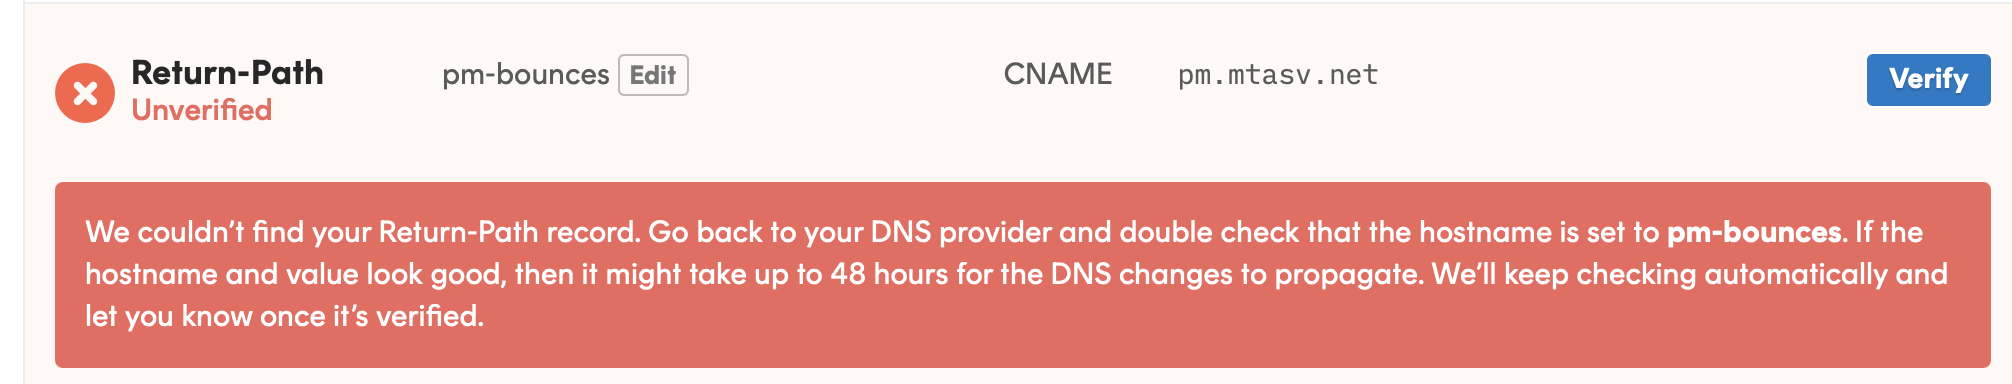 Return-Path pm-bounces Edit CNAME pm.mtasv.net Verify
Unverified
We couldn’t find your Return-Path record. Go back to your DNS provider and double check that the hostname is set to pm-bounces. If the
hostname and value look good, then it might take up to 48 hours for the DNS changes to propagate. We’ll keep checking automatically and
let you know once it’s verified.